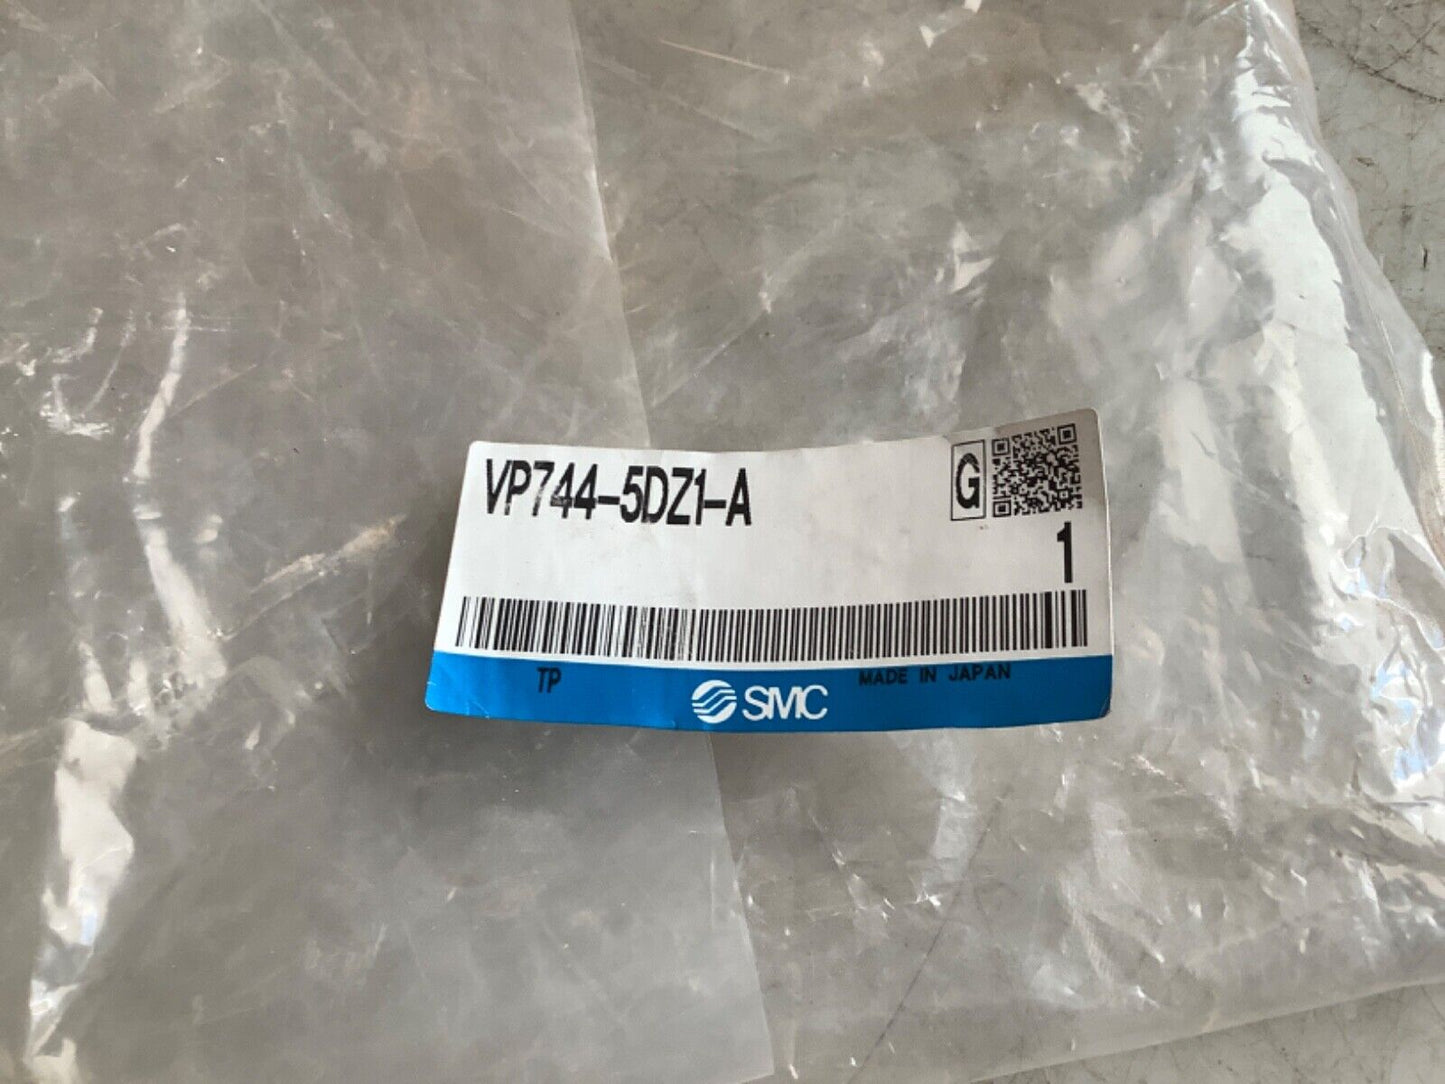 VP744-5DZ1-A
G
1
TP
SMC
MADE IN JAPAN